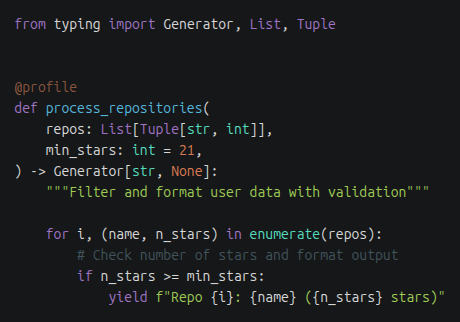 from typing import Generator, List, Tuple


@profile
def process_repositories(
    repos: List[Tuple[str, int]],
    min_stars: int = 21,
) -> Generator[str, None]:
    """Filter and format user data with validation"""

    for i, (name, n_stars) in enumerate(repos):
        # Check number of stars and format output
        if n_stars >= min_stars:
            yield f"Repo {i}: {name} ({n_stars} stars)"